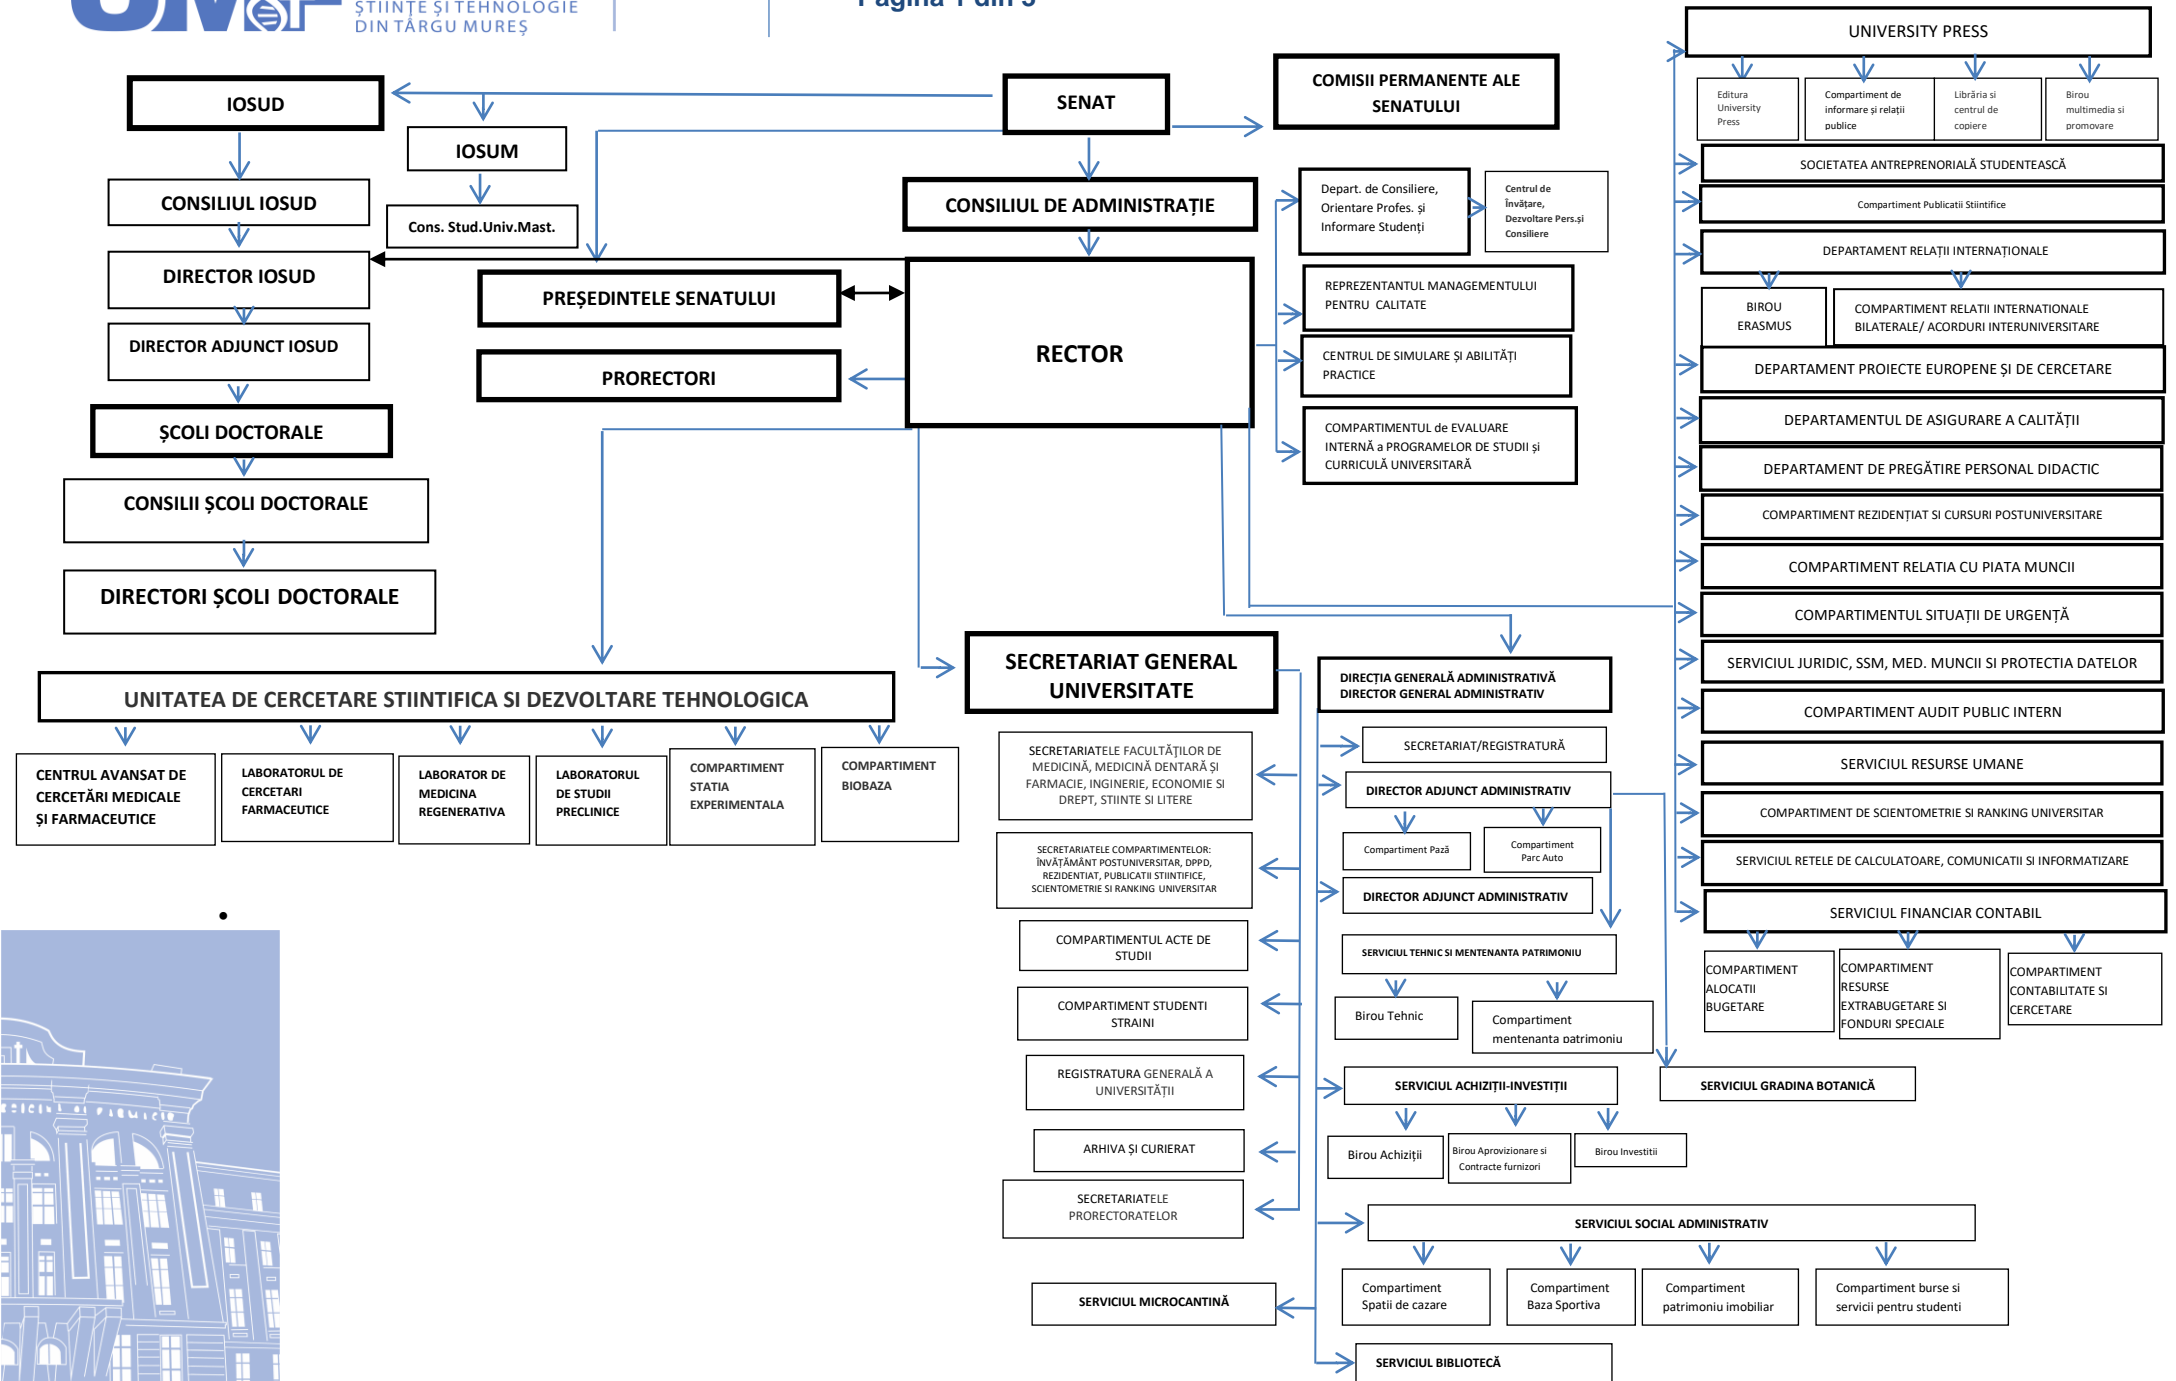 ȘTIINȚE ȘI TEHNOLOGIE
DIN TÂRGU MUREȘ
IOSUD
SENAT
COMISII PERMANENTE ALE
SENATULUI
IOSUM
CONSILIUL IOSUD
Cons. Stud.Univ.Mast.
CONSILIUL DE ADMINISTRAȚIE
DIRECTOR IOSUD
PREȘEDINTELE SENATULUI
DIRECTOR ADJUNCT IOSUD
PRORECTORI
RECTOR
ȘCOLI DOCTORALE
CONSILII ȘCOLI DOCTORALE
DIRECTORI ȘCOLI DOCTORALE
Depart. de Consiliere,
Orientare Profes. și
Informare Studenți
Centrul de
Învățare,
Dezvoltare Pers.și
Consiliere
REPREZENTANTUL MANAGEMENTULUI
PENTRU CALITATE
CENTRUL DE SIMULARE ȘI ABILITĂȚI
PRACTICE
COMPARTIMENTUL de EVALUARE
INTERNĂ a PROGRAMELOR DE STUDII și
CURRICULĂ UNIVERSITARĂ
UNIVERSITY PRESS
Editura
University
Press
Compartiment de
informare și relații
publice
Librăria si
centrul de
copiere
Birou
multimedia si
promovare
SOCIETATEA ANTREPRENORIALĂ STUDENTEASCĂ
Compartiment Publicatii Stiintifice
DEPARTAMENT RELAȚII INTERNAȚIONALE
BIROU
ERASMUS
COMPARTIMENT RELATII INTERNATIONALE
BILATERALE/ ACORDURI INTERUNIVERSITARE
DEPARTAMENT PROIECTE EUROPENE ȘI DE CERCETARE
DEPARTAMENTUL DE ASIGURARE A CALITĂȚII
DEPARTAMENT DE PREGĂTIRE PERSONAL DIDACTIC
COMPARTIMENT REZIDENȚIAT SI CURSURI POSTUNIVERSITARE
COMPARTIMENT RELATIA CU PIATA MUNCII
COMPARTIMENTUL SITUAȚII DE URGENȚĂ
SERVICIUL JURIDIC, SSM, MED. MUNCII SI PROTECTIA DATELOR
COMPARTIMENT AUDIT PUBLIC INTERN
SERVICIUL RESURSE UMANE
COMPARTIMENT DE SCIENTOMETRIE SI RANKING UNIVERSITAR
SERVICIUL RETELE DE CALCULATOARE, COMUNICATII SI INFORMATIZARE
SERVICIUL FINANCIAR CONTABIL
COMPARTIMENT
ALOCATII
BUGETARE
COMPARTIMENT
RESURSE
EXTRABUGETARE SI
FONDURI SPECIALE
COMPARTIMENT
CONTABILITATE SI
CERCETARE
UNITATEA DE CERCETARE STIINTIFICA SI DEZVOLTARE TEHNOLOGICA
CENTRUL AVANSAT DE
CERCETĂRI MEDICALE
ȘI FARMACEUTICE
LABORATORUL DE
CERCETARI
FARMACEUTICE
LABORATOR DE
MEDICINA
REGENERATIVA
LABORATORUL
DE STUDII
PRECLINICE
COMPARTIMENT
STATIA
EXPERIMENTALA
COMPARTIMENT
BIOBAZA
SECRETARIAT GENERAL
UNIVERSITATE
SECRETARIATELE FACULTĂȚILOR DE
MEDICINĂ, MEDICINĂ DENTARĂ ȘI
FARMACIE, INGINERIE, ECONOMIE SI
DREPT, STIINTE SI LITERE
SECRETARIATELE COMPARTIMENTELOR:
ÎNVĂȚĂMÂNT POSTUNIVERSITAR, DPPD,
REZIDENTIAT, PUBLICATII STIINTIFICE,
SCIENTOMETRIE SI RANKING UNIVERSITAR
COMPARTIMENTUL ACTE DE
STUDII
COMPARTIMENT STUDENTI
STRAINI
REGISTRATURA GENERALĂ A
UNIVERSITĂȚII
ARHIVA ȘI CURIERAT
SECRETARIATELE
PRORECTORATELOR
SERVICIUL MICROCANTINĂ
DIRECȚIA GENERALĂ ADMINISTRATIVĂ
DIRECTOR GENERAL ADMINISTRATIV
SECRETARIAT/REGISTRATURĂ
DIRECTOR ADJUNCT ADMINISTRATIV
Compartiment Pază
Compartiment
Parc Auto
DIRECTOR ADJUNCT ADMINISTRATIV
SERVICIUL TEHNIC SI MENTENANTA PATRIMONIU
Birou Tehnic
Compartiment
mentenanta patrimoniu
SERVICIUL ACHIZIȚII-INVESTIȚII
SERVICIUL GRADINA BOTANICĂ
Birou Achiziții
Birou Aprovizionare si
Contracte furnizori
Birou Investitii
SERVICIUL SOCIAL ADMINISTRATIV
Compartiment
Spatii de cazare
Compartiment
Baza Sportiva
Compartiment
patrimoniu imobiliar
Compartiment burse si
servicii pentru studenti
SERVICIUL BIBLIOTECĂ